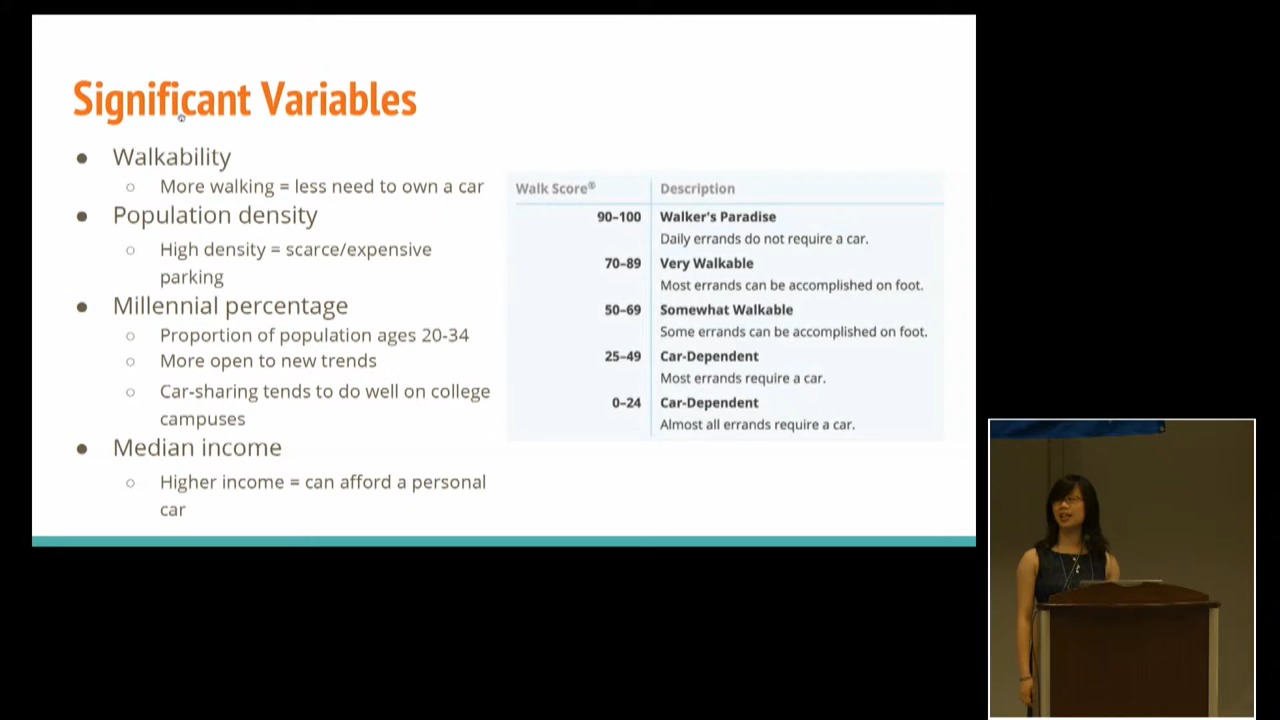 Significant Variables
● Walkability
○ More walking = less need to own a car
● Population density
○ High density = scarce/expensive
parking
● Millennial percentage
○ Proportion of population ages 20-34
○ More open to new trends
○ Car-sharing tends to do well on college
campuses
● Median income
○ Higher income = can afford a personal
car
Walk Score® Description
90–100 Walker's Paradise
Daily errands do not require a car.
70–89 Very Walkable
Most errands can be accomplished on foot.
50–69 Somewhat Walkable
Some errands can be accomplished on foot.
25–49 Car-Dependent
Most errands require a car.
0–24 Car-Dependent
Almost all errands require a car.